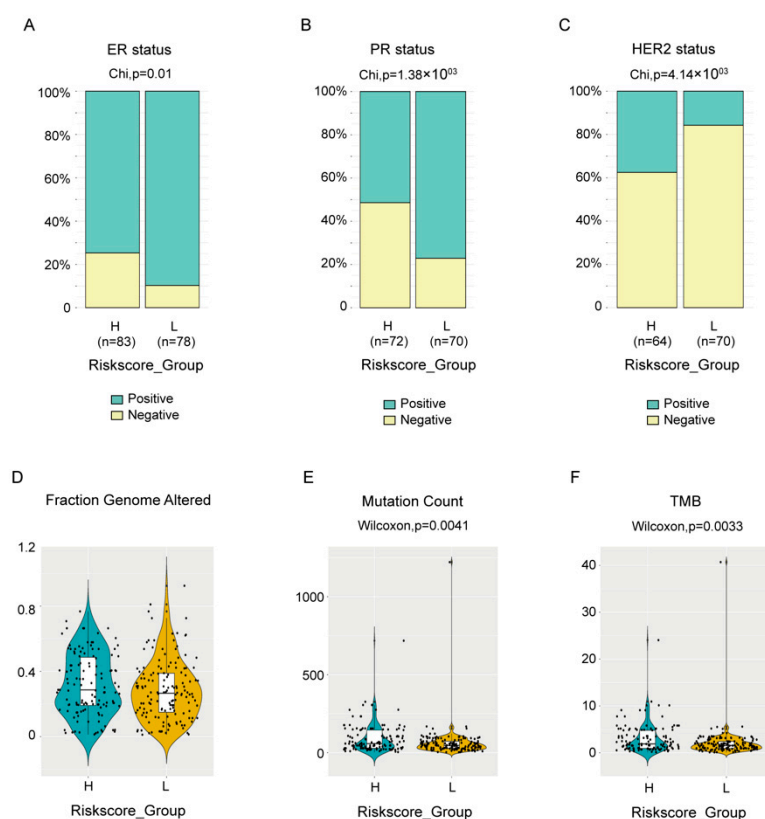 A
ER status
Chi,p=0.01
100%
80%
60%
40%
20%
0
H
(n=83)
L
(n=78)
Riskscore_Group
Positive
Negative
B
PR status
Chi,p=1.38×10⁰³
100%
80%
60%
40%
20%
0
H
(n=72)
L
(n=70)
Riskscore_Group
Positive
Negative
C
HER2 status
Chi,p=4.14×10⁰³
100%
80%
60%
40%
20%
0
H
(n=64)
L
(n=70)
Riskscore_Group
Positive
Negative
D
Fraction Genome Altered
1.2
0.8
0.4
0
H
L
Riskscore_Group
E
Mutation Count
Wilcoxon,p=0.0041
1000
500
0
H
L
Riskscore_Group
F
TMB
Wilcoxon,p=0.0033
40
30
20
10
0
H
L
Riskscore_Group